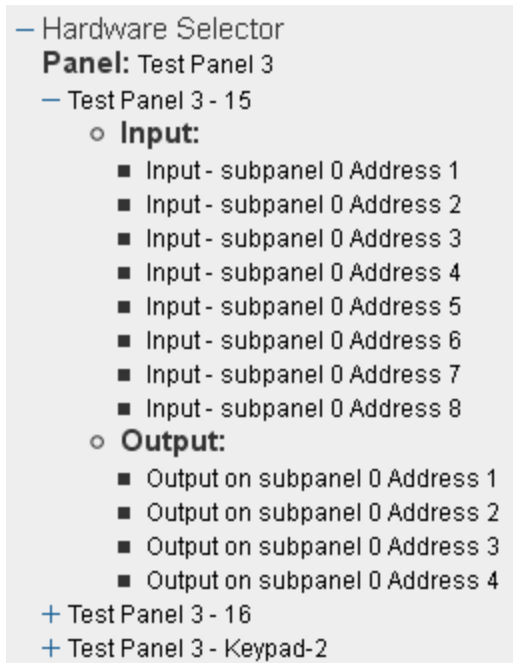 Hardware Selector
Panel: Test Panel 3
Test Panel 3 - 15
Input:
Input - subpanel 0 Address 1
Input - subpanel 0 Address 2
Input - subpanel 0 Address 3
Input - subpanel 0 Address 4
Input - subpanel 0 Address 5
Input - subpanel 0 Address 6
Input - subpanel 0 Address 7
Input - subpanel 0 Address 8
Output:
Output on subpanel 0 Address 1
Output on subpanel 0 Address 2
Output on subpanel 0 Address 3
Output on subpanel 0 Address 4
Test Panel 3 - 16
Test Panel 3 - Keypad-2